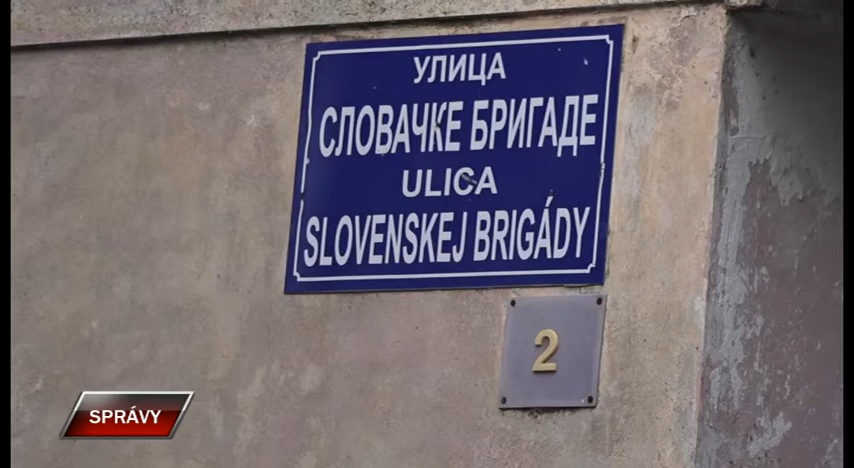 УЛИЦА
СЛОВАЧКЕ БРИГАДЕ
ULICA
SLOVENSKEJ BRIGÁDY
2
SPRÁVY